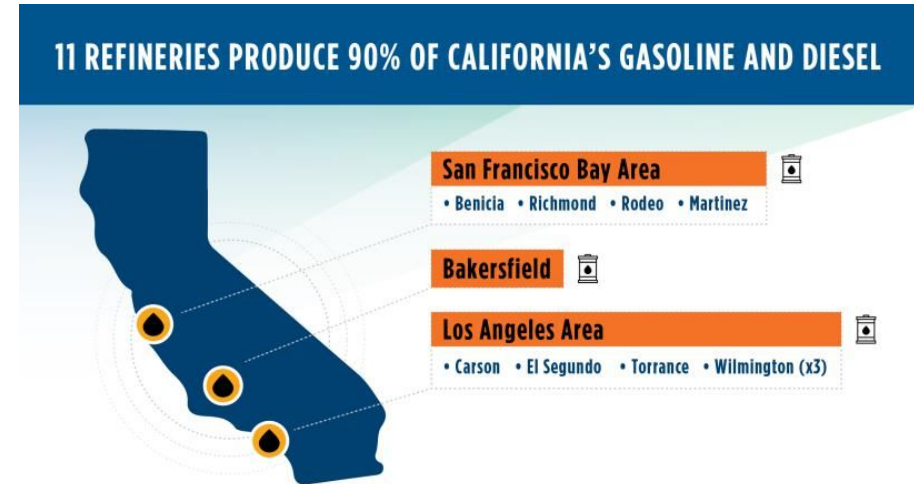 11 REFINERIES PRODUCE 90% OF CALIFORNIA'S GASOLINE AND DIESEL
San Francisco Bay Area
• Benicia • Richmond • Rodeo • Martinez
Bakersfield
Los Angeles Area
• Carson • El Segundo • Torrance • Wilmington (x3)